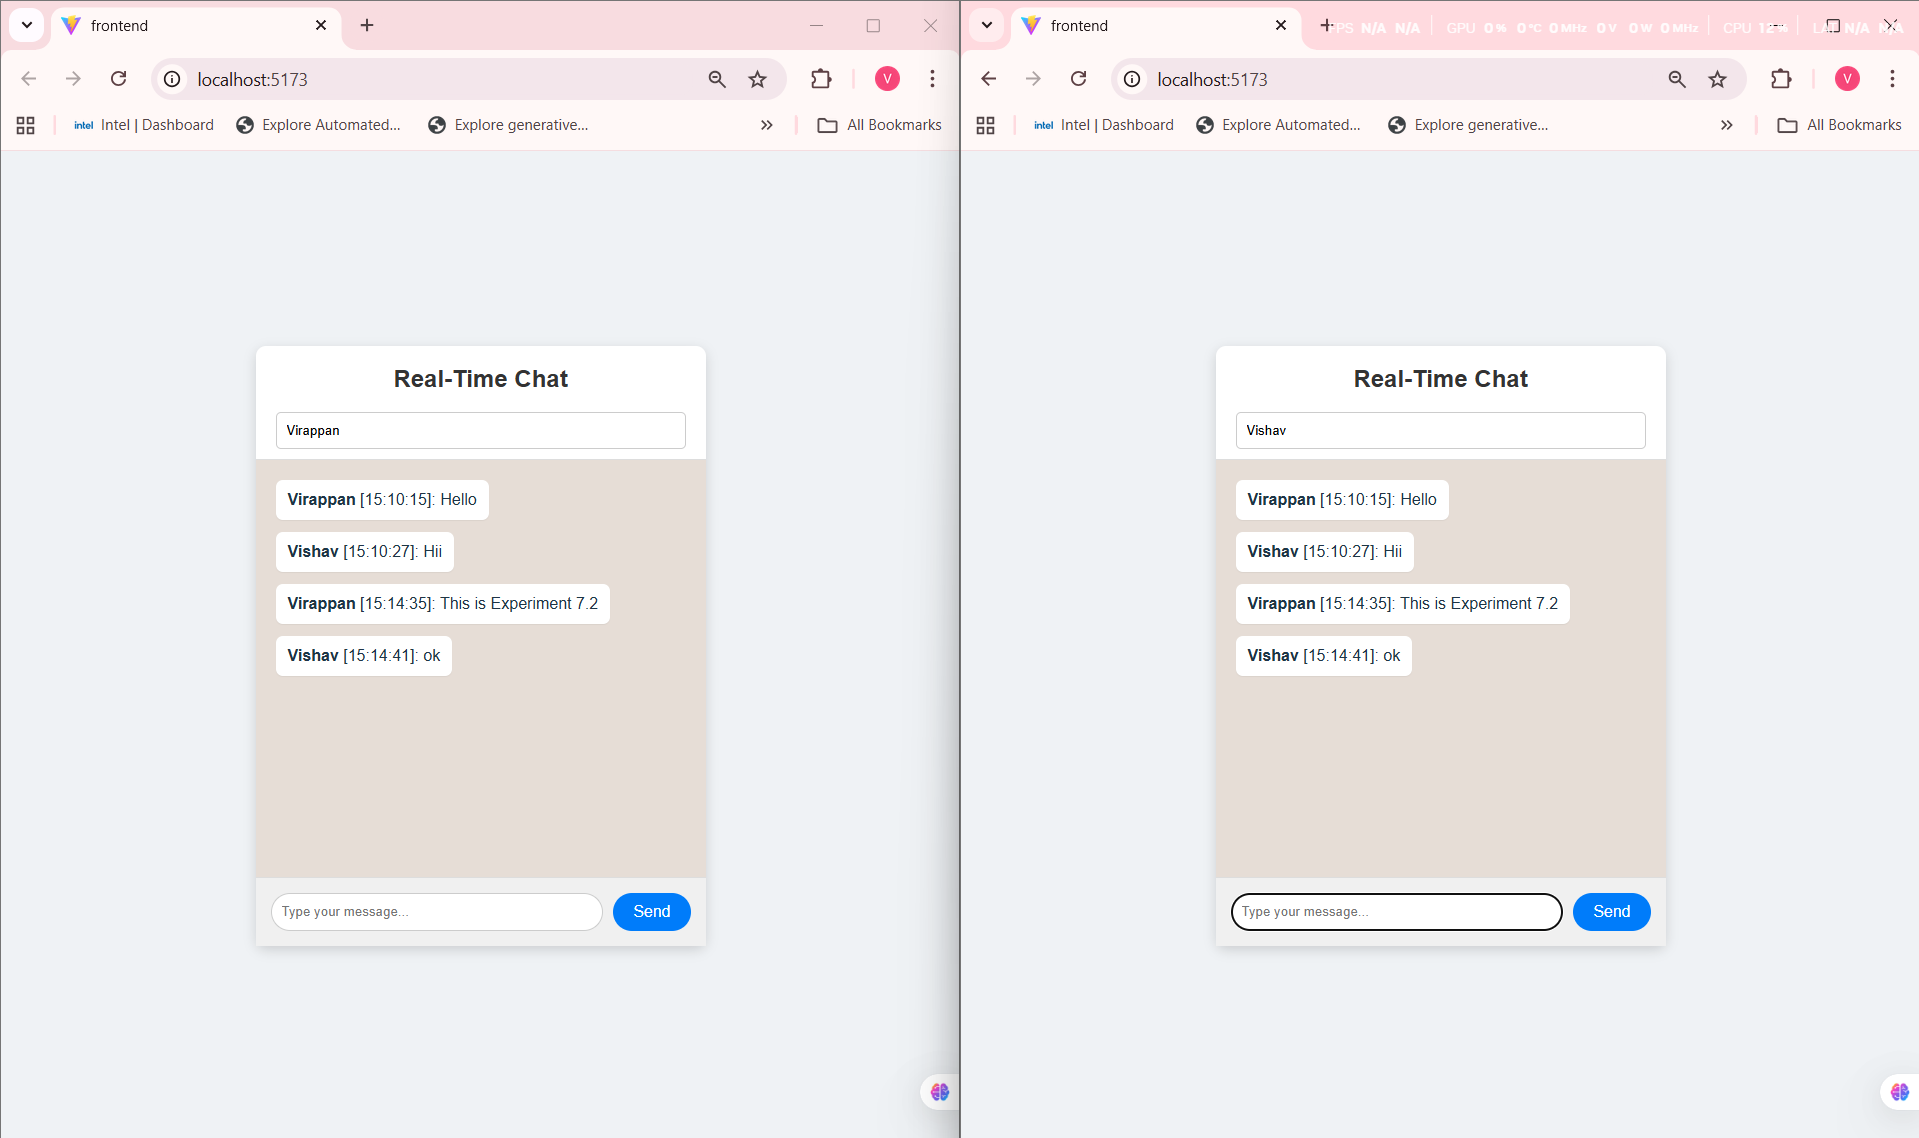 frontend
localhost:5173
intel Intel | Dashboard Explore Automated... Explore generative... » All Bookmarks
V
Real-Time Chat
Virappan
Virappan [15:10:15]: Hello
Vishav [15:10:27]: Hii
Virappan [15:14:35]: This is Experiment 7.2
Vishav [15:14:41]: ok
Type your message...
Send
frontend
N/A N/A GPU 0% 0°C 0MHz 0V 0W 0MHz CPU 12% N/A N/A
localhost:5173
intel Intel | Dashboard Explore Automated... Explore generative... » All Bookmarks
V
Real-Time Chat
Vishav
Virappan [15:10:15]: Hello
Vishav [15:10:27]: Hii
Virappan [15:14:35]: This is Experiment 7.2
Vishav [15:14:41]: ok
Type your message...
Send